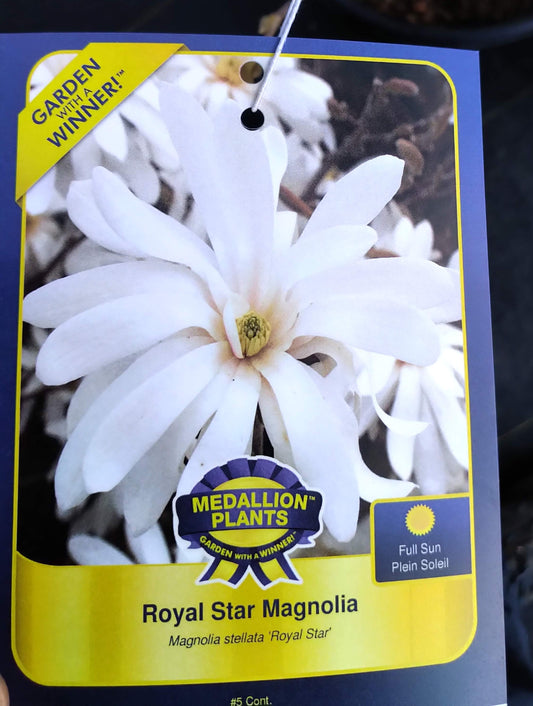 GARDEN
WITH A
WINNER!™
MEDALLION™
PLANTS
GARDEN WITH A WINNER!
Full Sun
Plein Soleil
Royal Star Magnolia
Magnolia stellata 'Royal Star'
#5 Cont.